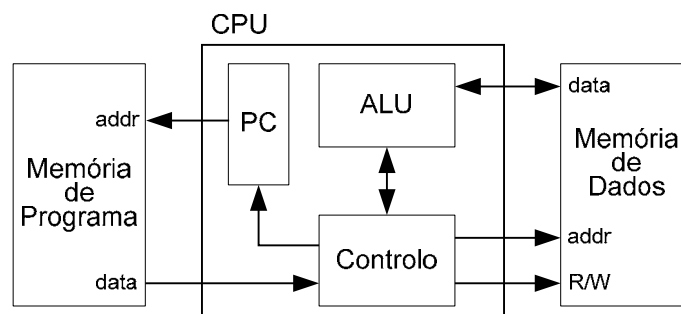 CPU
addr
Memória
de
Programa
data
PC
ALU
Controlo
data
Memória
de
Dados
addr
R/W